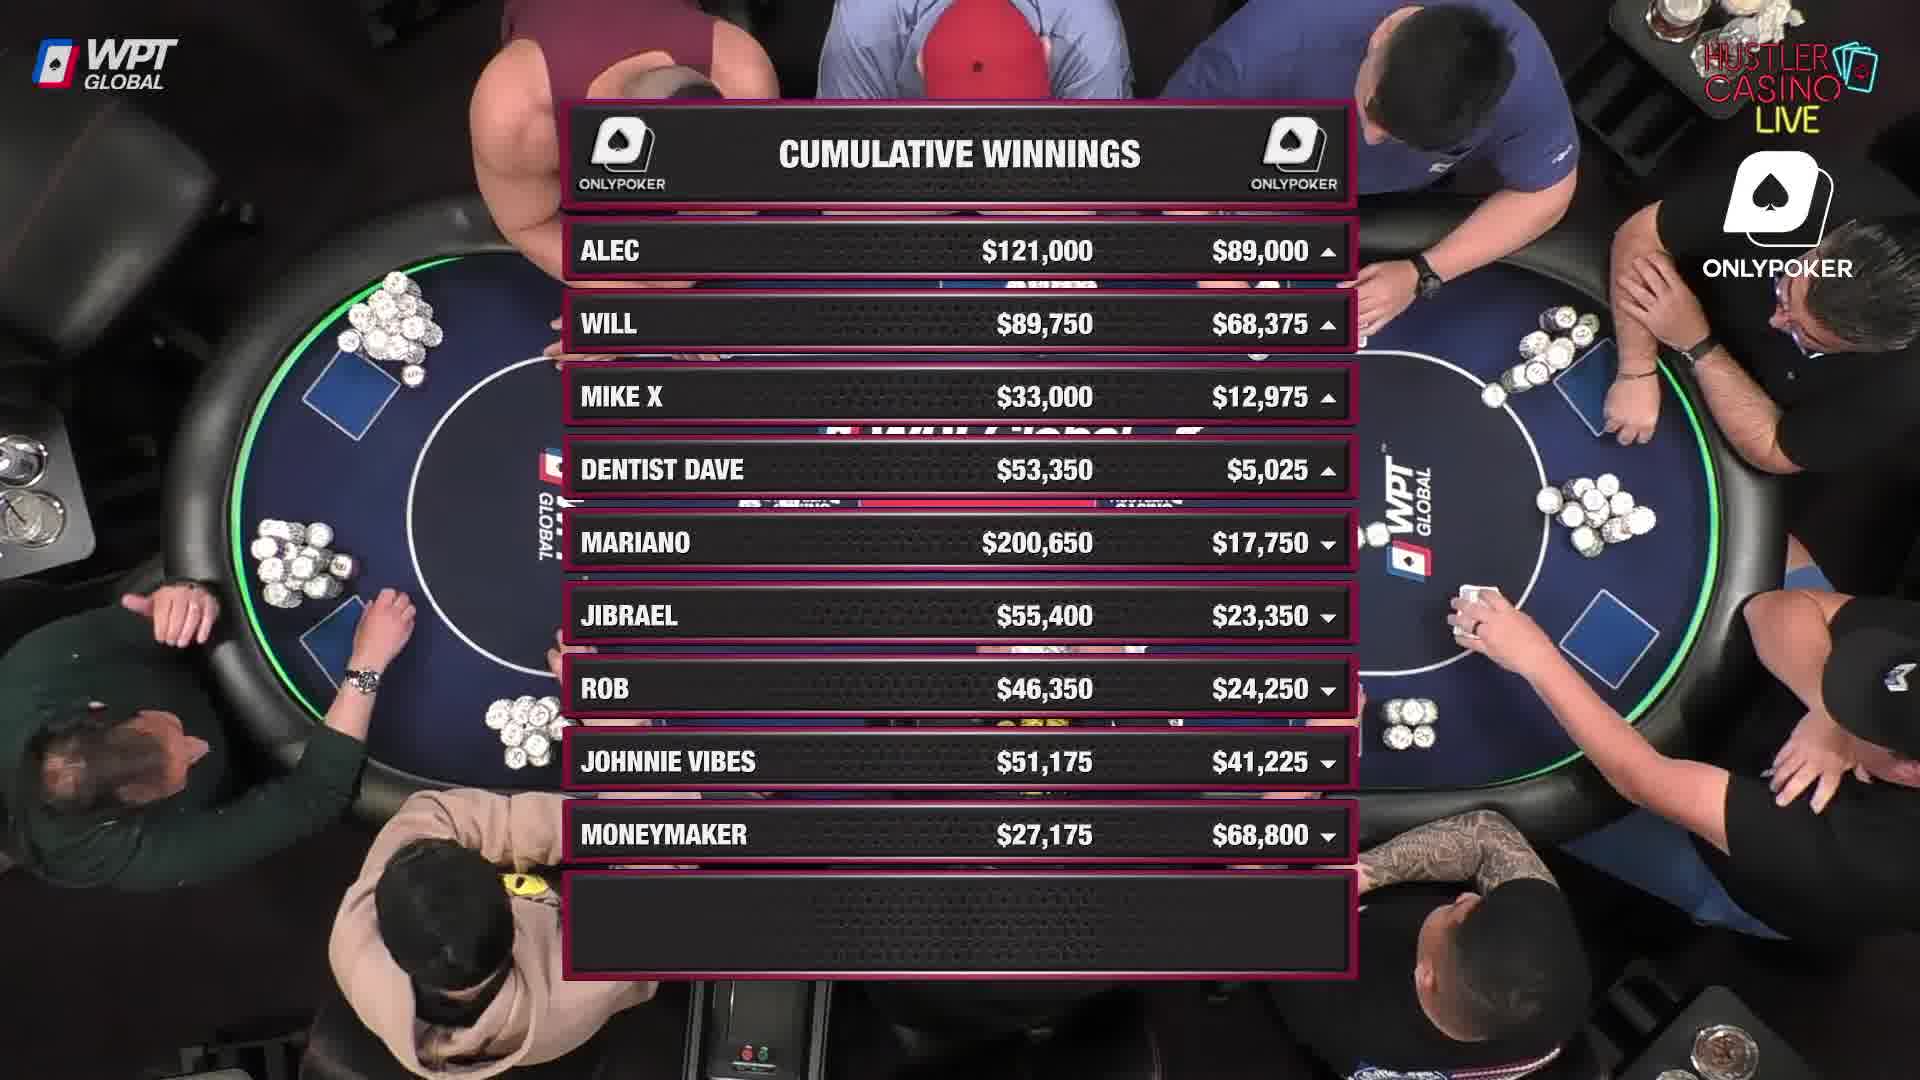 WPT
GLOBAL
HUSTLER
CASINO
LIVE
ONLYPOKER
ONLYPOKER
CUMULATIVE WINNINGS
ONLYPOKER
ALEC $121,000 $89,000
WILL $89,750 $68,375
MIKE X $33,000 $12,975
DENTIST DAVE $53,350 $5,025
MARIANO $200,650 $17,750
JIBRAEL $55,400 $23,350
ROB $46,350 $24,250
JOHNNIE VIBES $51,175 $41,225
MONEYMAKER $27,175 $68,800
GLOBAL
WPT
GLOBAL